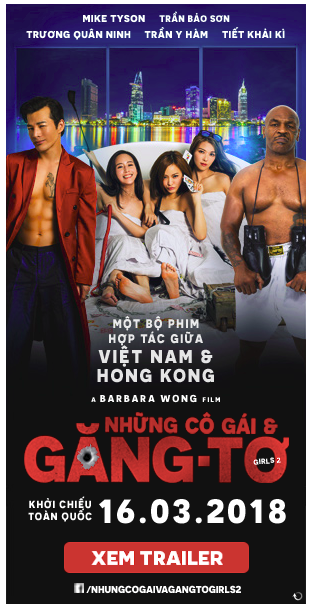 MIKE TYSON TRẦN BẢO SƠN
TRƯƠNG QUÂN NINH TRẦN Y HÀM TIẾT KHẢI KÌ
MỘT BỘ PHIM
HỢP TÁC GIỮA
VIỆT NAM &
HONG KONG
A BARBARA WONG FILM
NHỮNG CÔ GÁI &
GĂNG-TƠ
GIRLS 2
KHỞI CHIẾU
TOÀN QUỐC 16.03.2018
XEM TRAILER
f /NHUNGCOGAIVAGANGTOGIRLS2